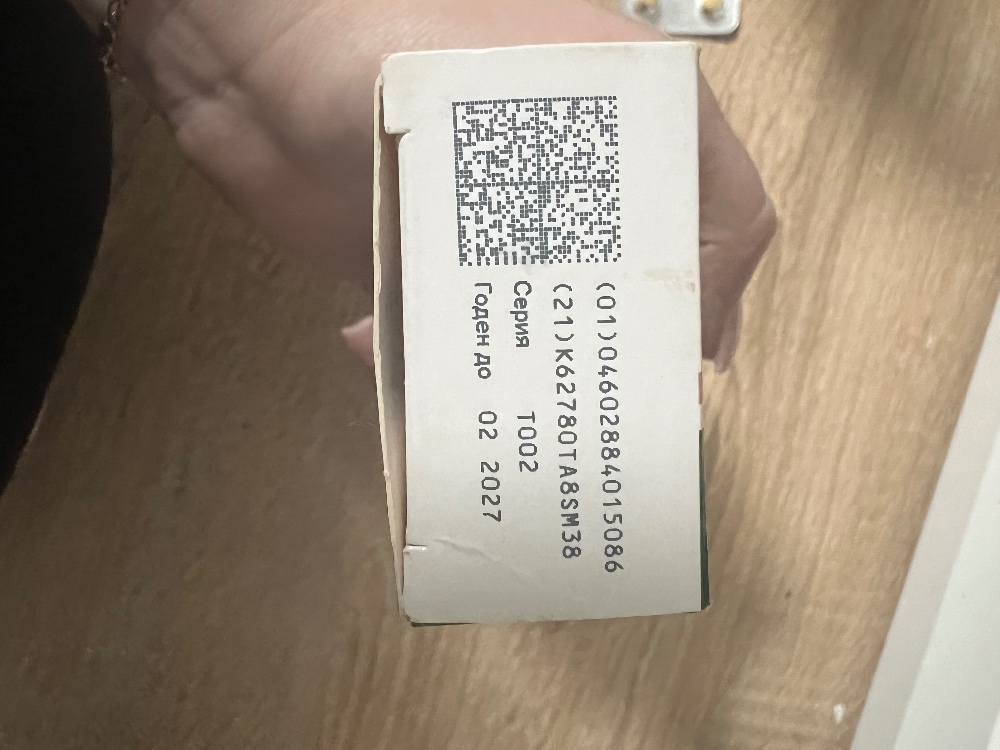 (01)04602884015086
(21)K62780TA8SM38
Серия T002
Годен до 02 2027